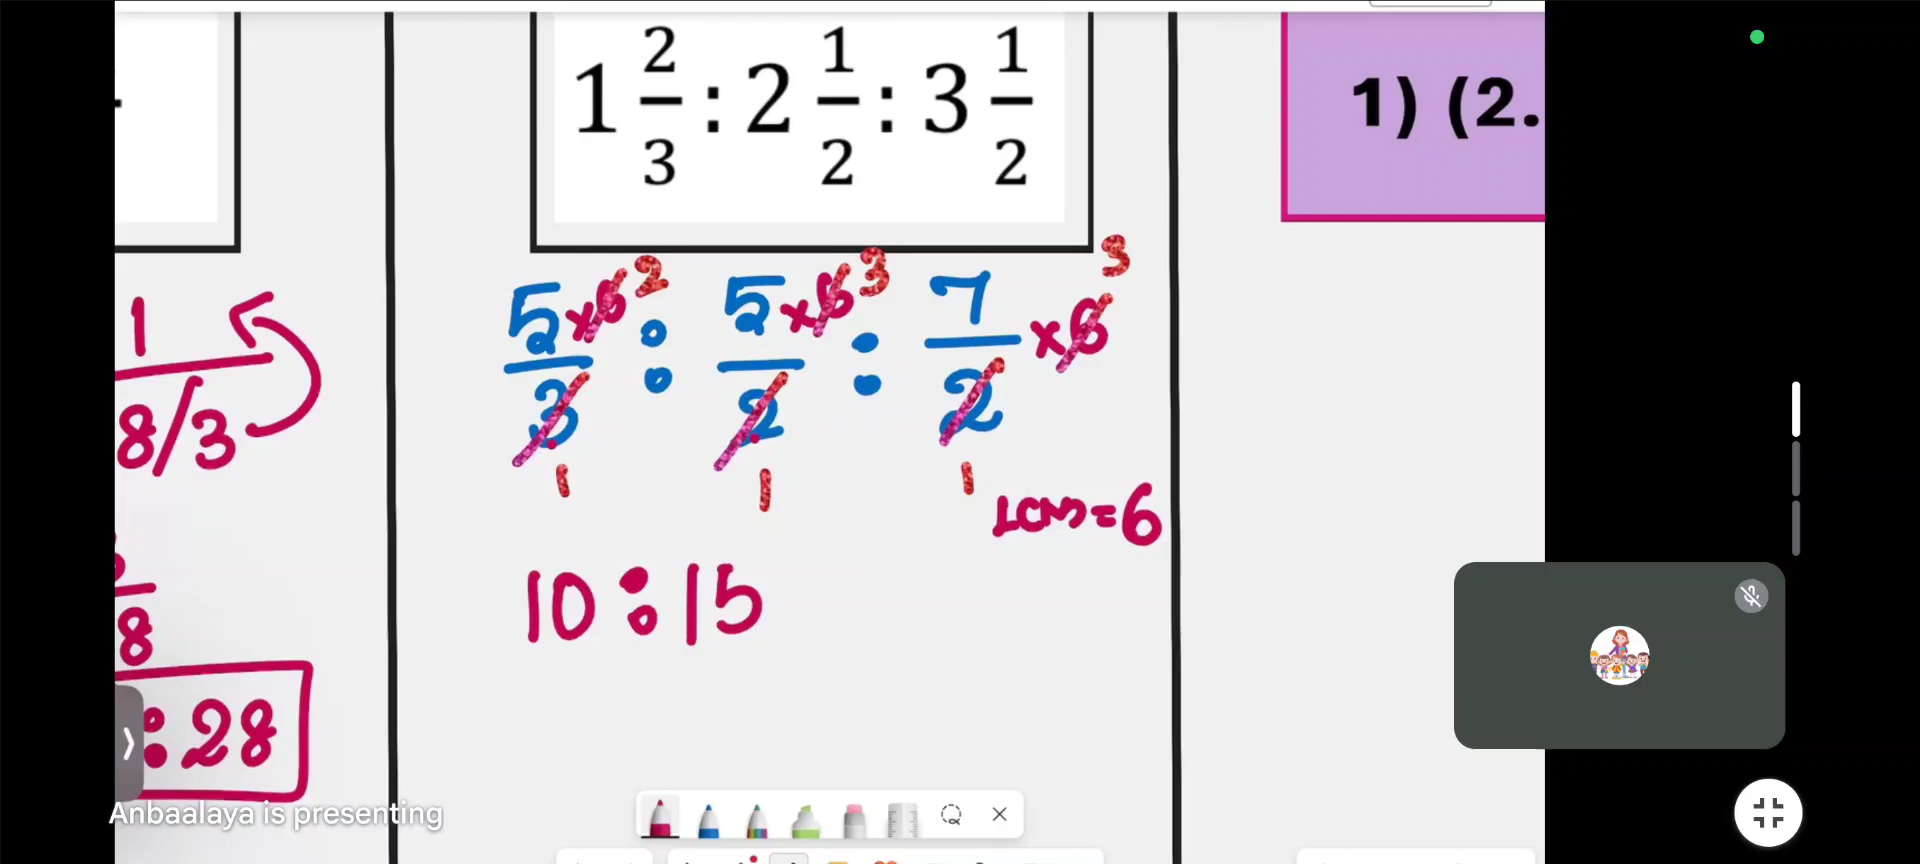 1 2/3 : 2 1/2 : 3 1/2
1) (2.
5/3 ×6 2 : 5/2 ×6 3 : 7/2 ×6 3
1 1 1
LCM = 6
10 : 15
1
8/3
8
: 28
Anbaalaya is presenting